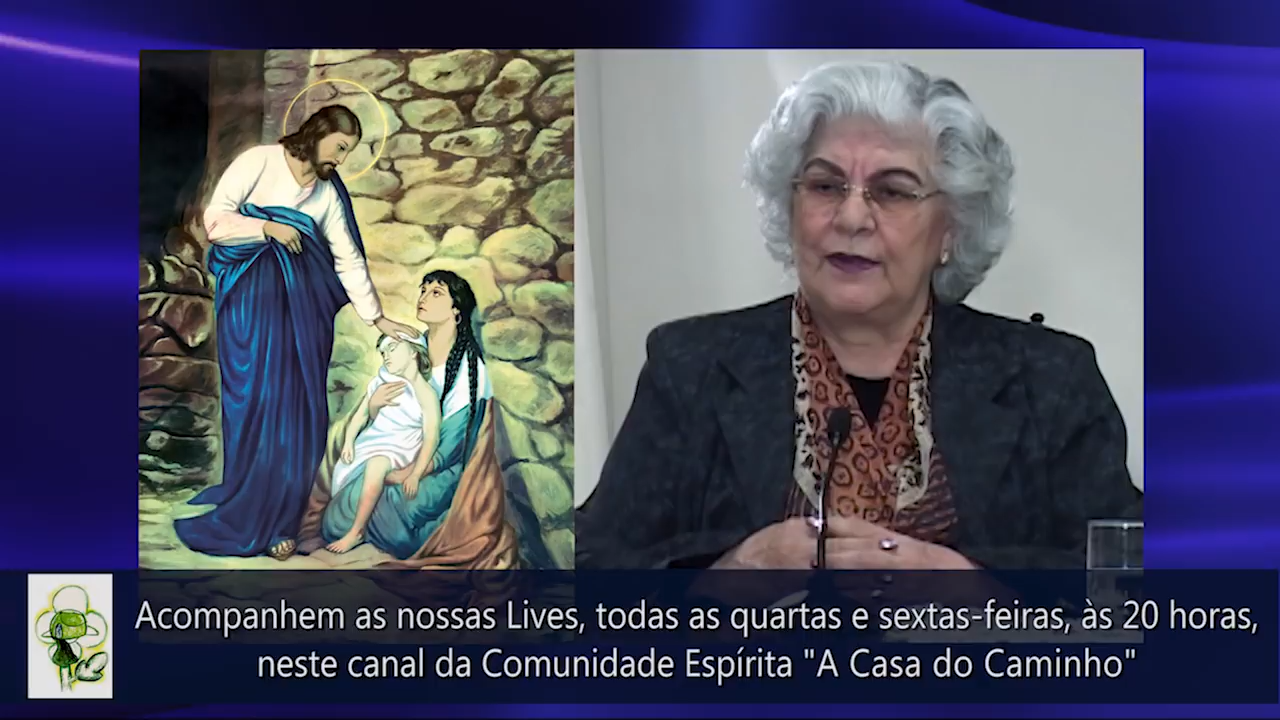 Acompanhem as nossas Lives, todas as quartas e sextas-feiras, às 20 horas,
neste canal da Comunidade Espírita "A Casa do Caminho"